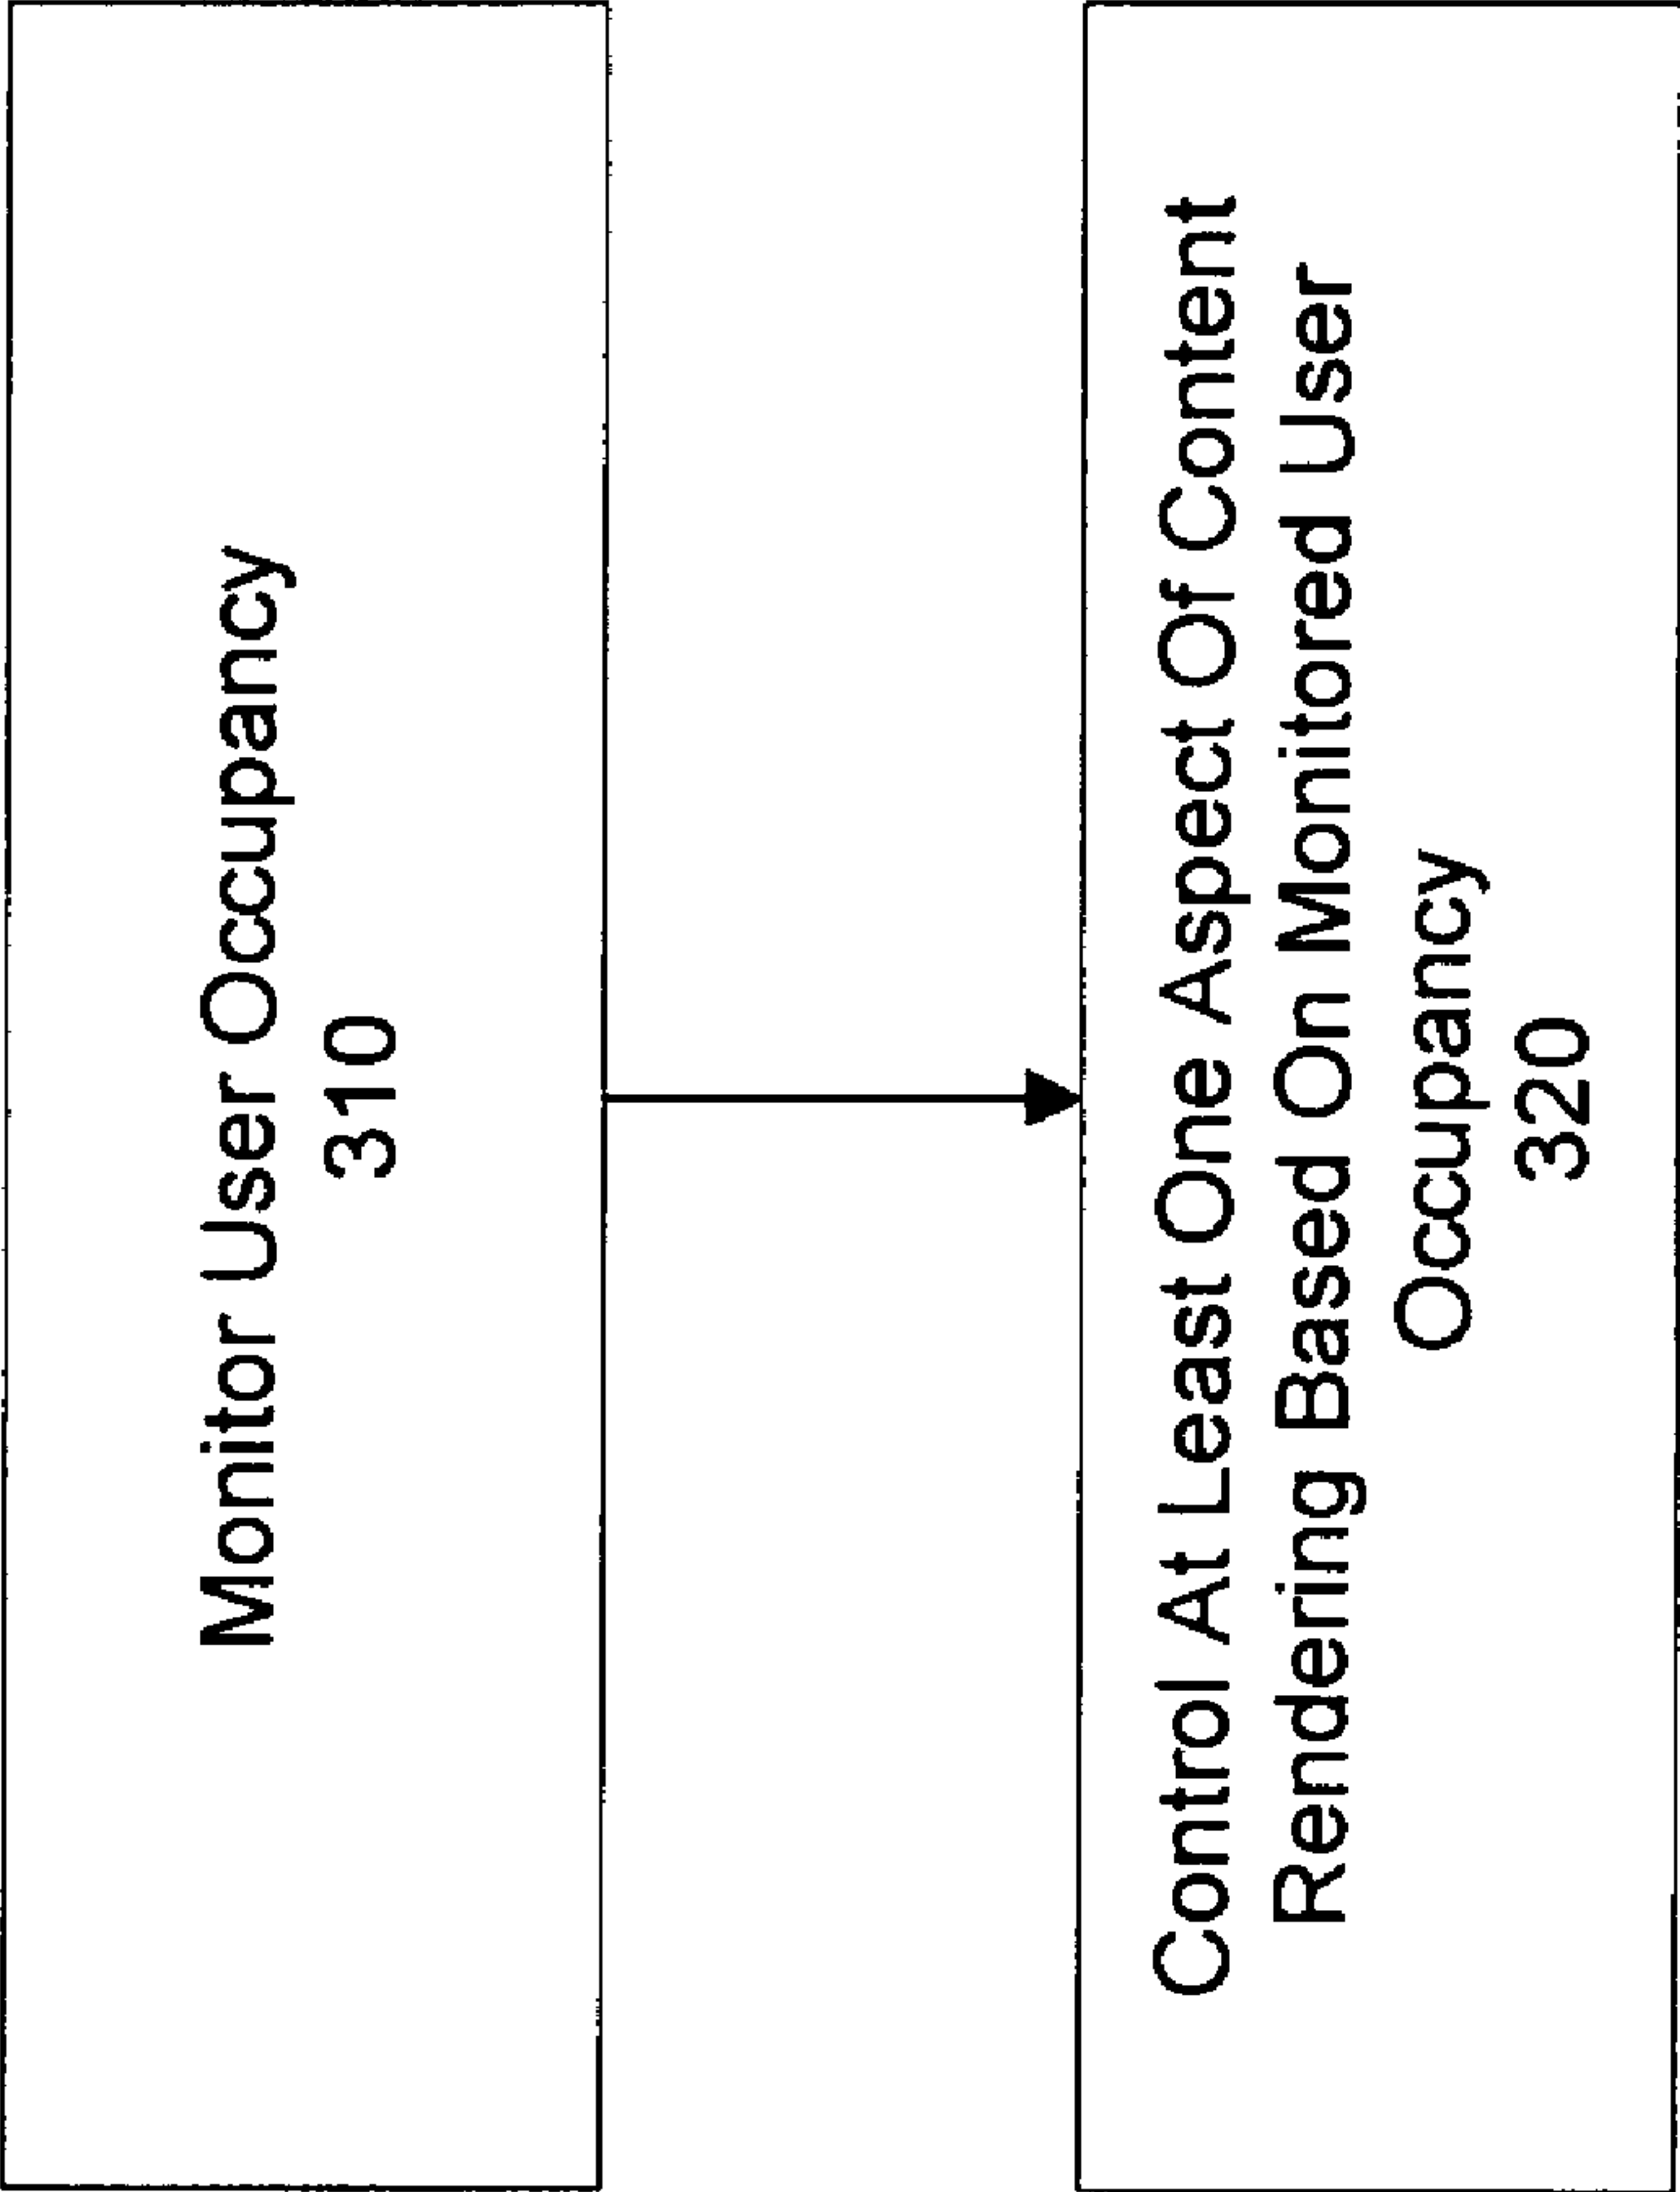 Monitor User Occupancy
310
Control At Least One Aspect Of Content
Rendering Based On Monitored User
Occupancy
320